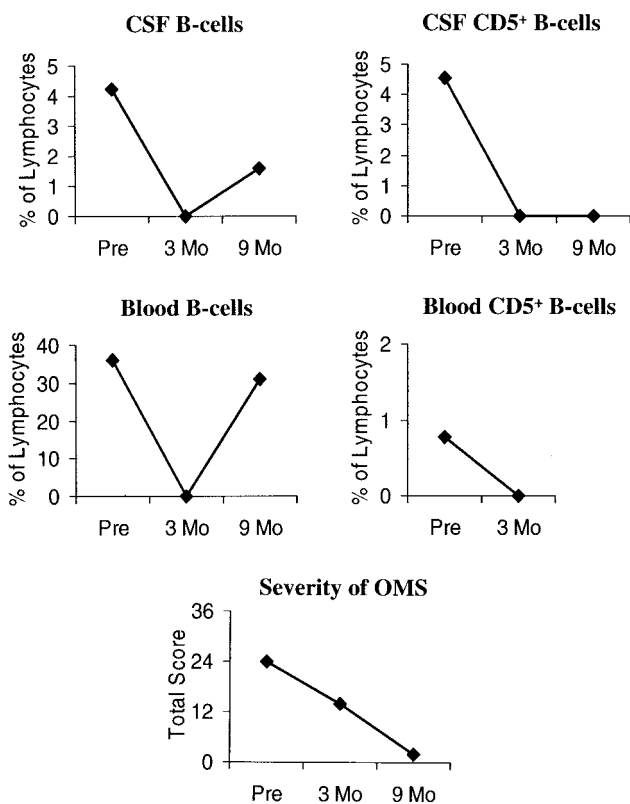 CSF B-cells
% of Lymphocytes
5
4
3
2
1
0
Pre 3 Mo 9 Mo
CSF CD5+ B-cells
% of Lymphocytes
5
4
3
2
1
0
Pre 3 Mo 9 Mo
Blood B-cells
% of Lymphocytes
40
30
20
10
0
Pre 3 Mo 9 Mo
Blood CD5+ B-cells
% of Lymphocytes
2
1
0
Pre 3 Mo
Severity of OMS
Total Score
36
24
12
0
Pre 3 Mo 9 Mo